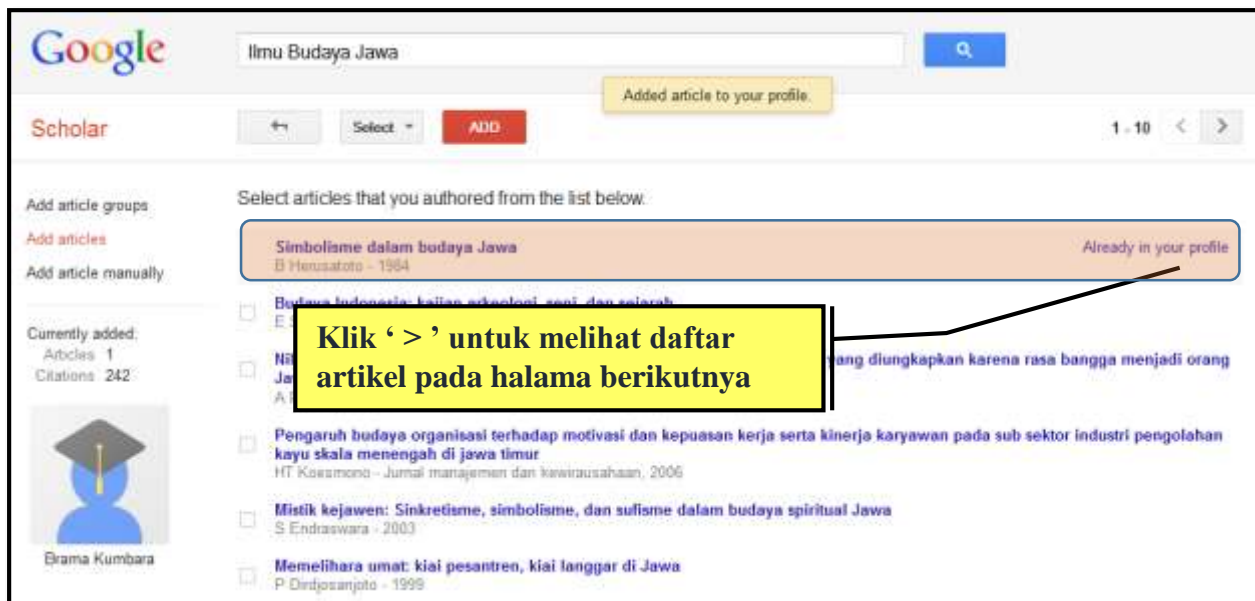 Google
Ilmu Budaya Jawa
Added article to your profile.
Scholar
Select
ADD
1 - 10 < >
Add article groups
Add articles
Add article manually
Select articles that you authored from the list below.
Simbolisme dalam budaya Jawa
Already in your profile
B Herusatoto - 1984
Budaya Indonesia: kajian arkeologi, seni, dan sejarah
E
Klik ‘ > ’ untuk melihat daftar
artikel pada halama berikutnya
yang diungkapkan karena rasa bangga menjadi orang
A
Pengaruh budaya organisasi terhadap motivasi dan kepuasan kerja serta kinerja karyawan pada sub sektor industri pengolahan
kayu skala menengah di jawa timur
HT Koesmono - Jurnal manajemen dan kewirausahaan, 2006
Mistik kejawen: Sinkretisme, simbolisme, dan sufisme dalam budaya spiritual Jawa
S Endraswara - 2003
Memelihara umat: kiai pesantren, kiai langgar di Jawa
P Dirdjosanjoto - 1999
Currently added:
Articles 1
Citations 242
Brama Kumbara